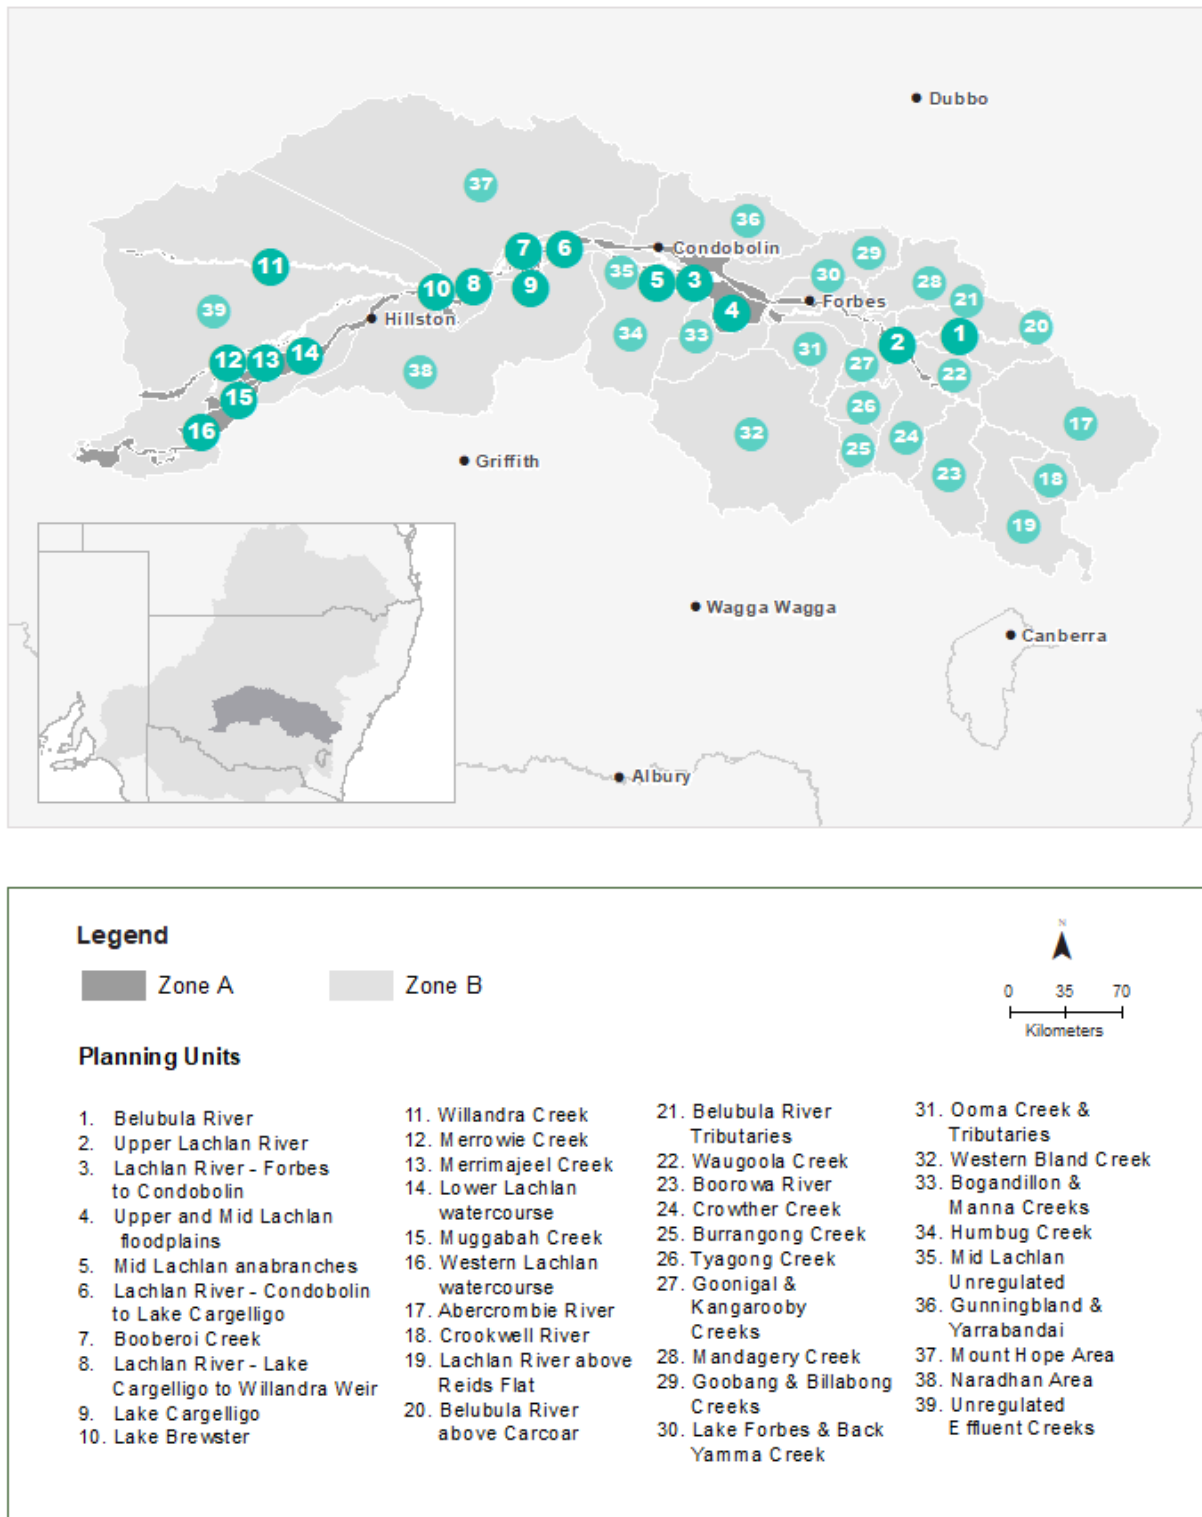 Dubbo
37
36
Condobolin
29
7
6
11
35
5
3
30
28
10
8
9
21
Forbes
39
4
Hillston
20
1
34
33
2
31
12
13
14
27
22
38
15
26
17
16
32
24
25
Griffith
23
18
19
Wagga Wagga
Canberra
Albury
Legend
Zone A
Zone B
N
0 35 70
Kilometers
Planning Units
1. Belubula River
2. Upper Lachlan River
3. Lachlan River - Forbes
to Condobolin
4. Upper and Mid Lachlan
floodplains
5. Mid Lachlan anabranches
6. Lachlan River - Condobolin
to Lake Cargelligo
7. Booberoi Creek
8. Lachlan River - Lake
Cargelligo to Willandra Weir
9. Lake Cargelligo
10. Lake Brewster
11. Willandra Creek
12. Merrowie Creek
13. Merrimajeel Creek
14. Lower Lachlan
watercourse
15. Muggabah Creek
16. Western Lachlan
watercourse
17. Abercrombie River
18. Crookwell River
19. Lachlan River above
Reids Flat
20. Belubula River
above Carcoar
21. Belubula River
Tributaries
22. Waugoola Creek
23. Boorowa River
24. Crowther Creek
25. Burrangong Creek
26. Tyagong Creek
27. Goonigal &
Kangarooby
Creeks
28. Mandagery Creek
29. Goobang & Billabong
Creeks
30. Lake Forbes & Back
Yamma Creek
31. Ooma Creek &
Tributaries
32. Western Bland Creek
33. Bogandillon &
Manna Creeks
34. Humbug Creek
35. Mid Lachlan
Unregulated
36. Gunningbland &
Yarrabandai
37. Mount Hope Area
38. Naradhan Area
39. Unregulated
Effluent Creeks